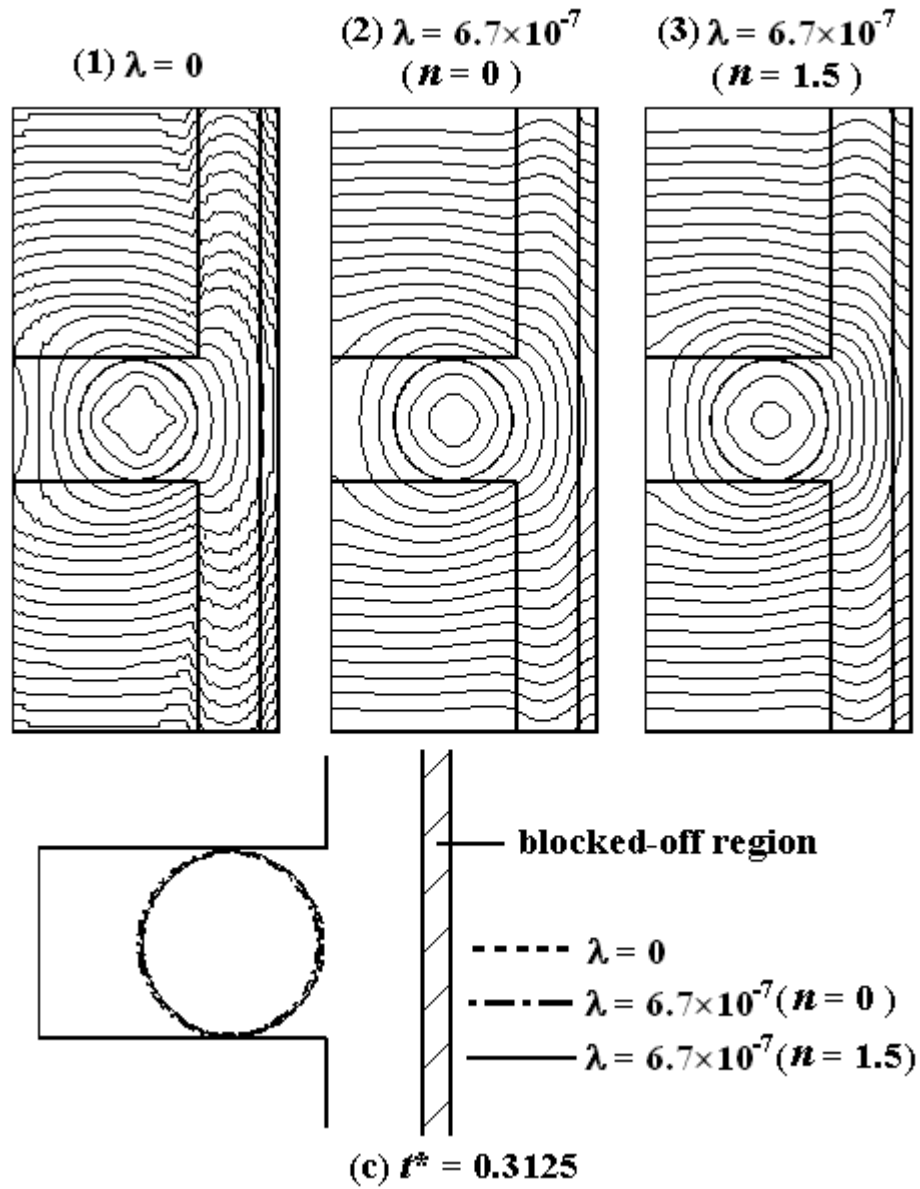 (1) λ = 0
(2) λ = 6.7×10⁻⁷
(n = 0)
(3) λ = 6.7×10⁻⁷
(n = 1.5)
blocked-off region
λ = 0
λ = 6.7×10⁻⁷(n = 0)
λ = 6.7×10⁻⁷(n = 1.5)
(c) t* = 0.3125